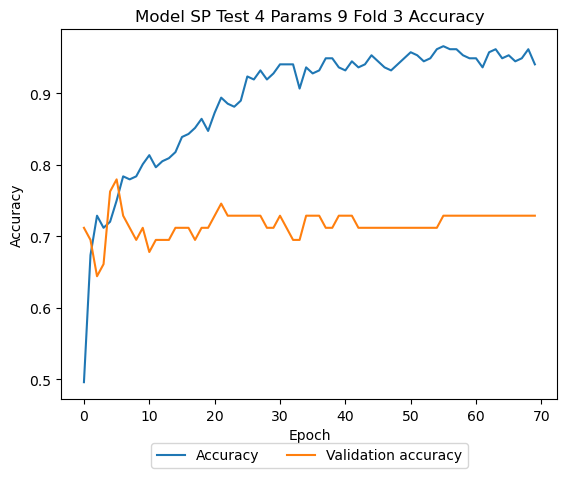 Model SP Test 4 Params 9 Fold 3 Accuracy
Accuracy
0.9
0.8
0.7
0.6
0.5
0 10 20 30 40 50 60 70
Epoch
Accuracy Validation accuracy